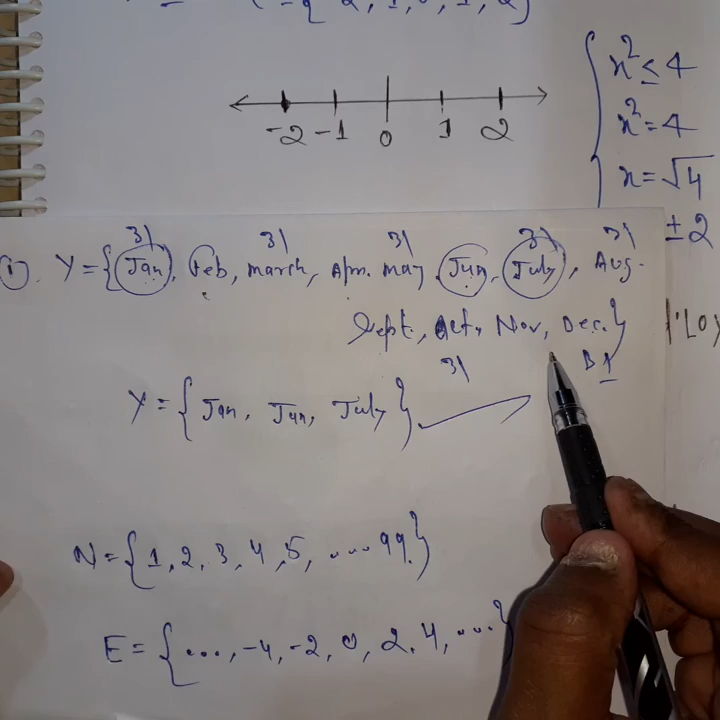 -2 -1 0 1 2
x² ≤ 4
x² = 4
x = √4
± 2
31 31 31 31 31
1). Y = { Jan, Feb, march, Apr. may, Jun, July, Aug.
Sept, Oct, Nov, Dec. }
31 31
Y = { Jan, Jun, July }
N = { 1, 2, 3, 4, 5, ....99. }
E = { ..., -4, -2, 0, 2, 4, .... }